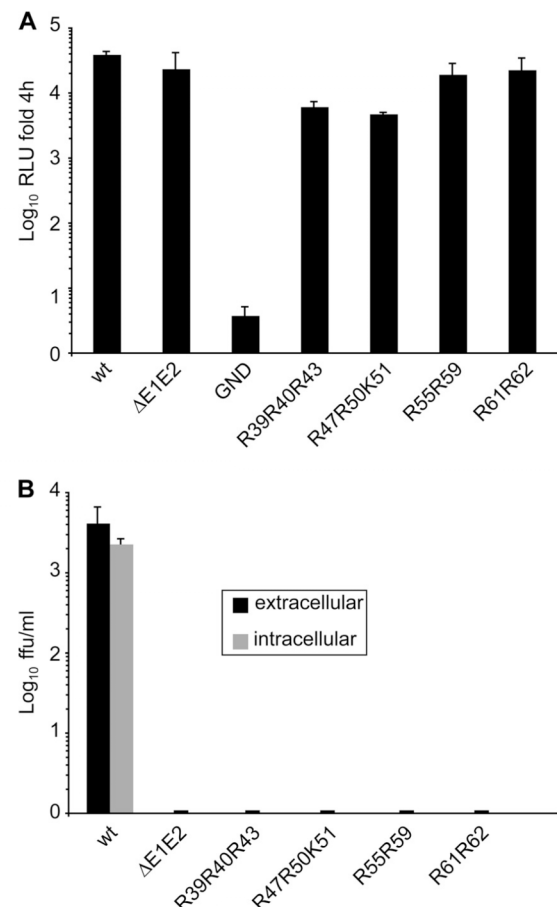 A
Log10 RLU fold 4h
5
4
3
2
1
0
wt
ΔE1E2
GND
R39R40R43
R47R50K51
R55R59
R61R62
B
Log10 ffu/ml
4
3
2
1
0
extracellular
intracellular
wt
ΔE1E2
R39R40R43
R47R50K51
R55R59
R61R62